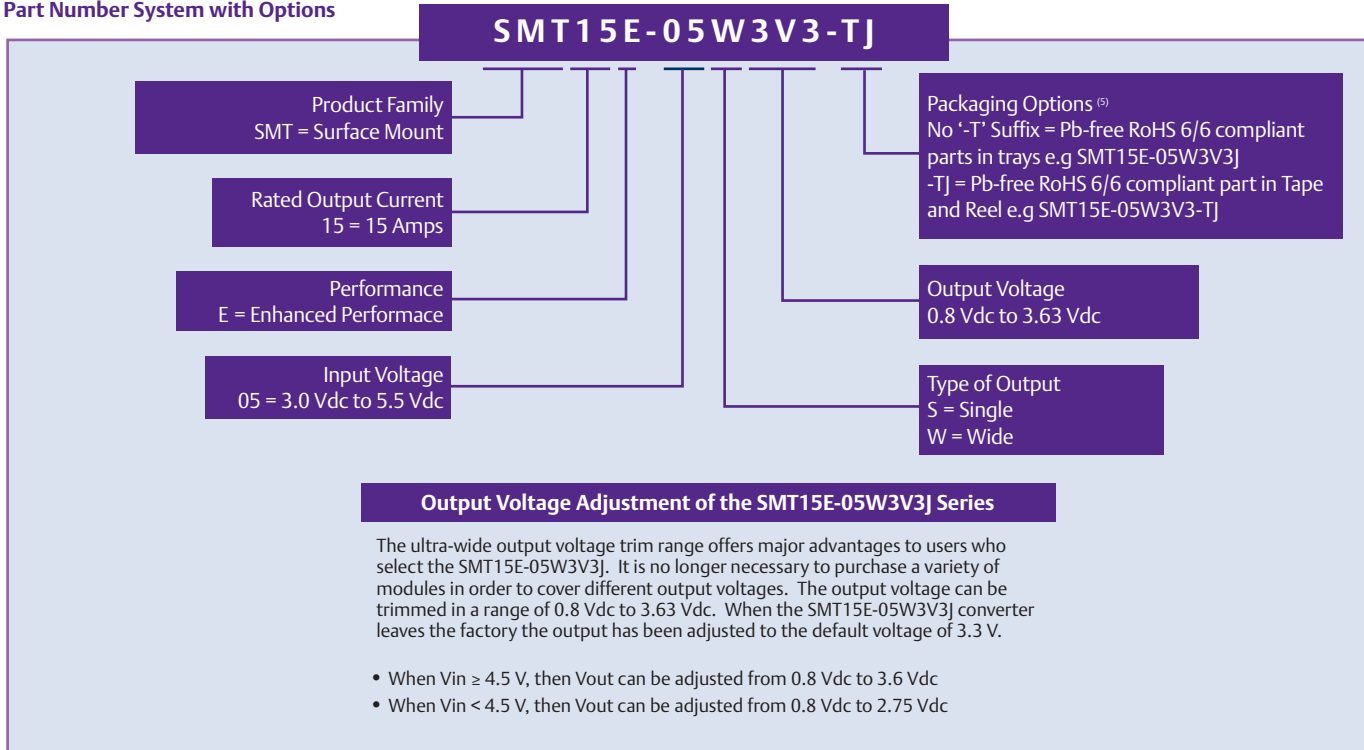 Part Number System with Options
SMT15E-05W3V3-TJ
Product Family
SMT = Surface Mount
Rated Output Current
15 = 15 Amps
Performance
E = Enhanced Performace
Input Voltage
05 = 3.0 Vdc to 5.5 Vdc
Packaging Options (5)
No ‘-T’ Suffix = Pb-free RoHS 6/6 compliant
parts in trays e.g SMT15E-05W3V3J
-TJ = Pb-free RoHS 6/6 compliant part in Tape
and Reel e.g SMT15E-05W3V3-TJ
Output Voltage
0.8 Vdc to 3.63 Vdc
Type of Output
S = Single
W = Wide
Output Voltage Adjustment of the SMT15E-05W3V3J Series
The ultra-wide output voltage trim range offers major advantages to users who
select the SMT15E-05W3V3J. It is no longer necessary to purchase a variety of
modules in order to cover different output voltages. The output voltage can be
trimmed in a range of 0.8 Vdc to 3.63 Vdc. When the SMT15E-05W3V3J converter
leaves the factory the output has been adjusted to the default voltage of 3.3 V.
• When Vin ≥ 4.5 V, then Vout can be adjusted from 0.8 Vdc to 3.6 Vdc
• When Vin < 4.5 V, then Vout can be adjusted from 0.8 Vdc to 2.75 Vdc